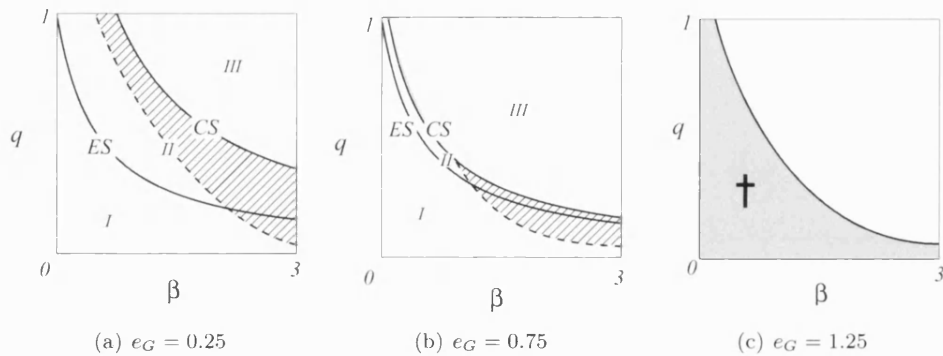 1
q
0
3
β
I
II
III
ES
CS
(a) e_G = 0.25
1
q
0
3
β
I
II
III
ES
CS
(b) e_G = 0.75
1
q
0
3
β
†
(c) e_G = 1.25